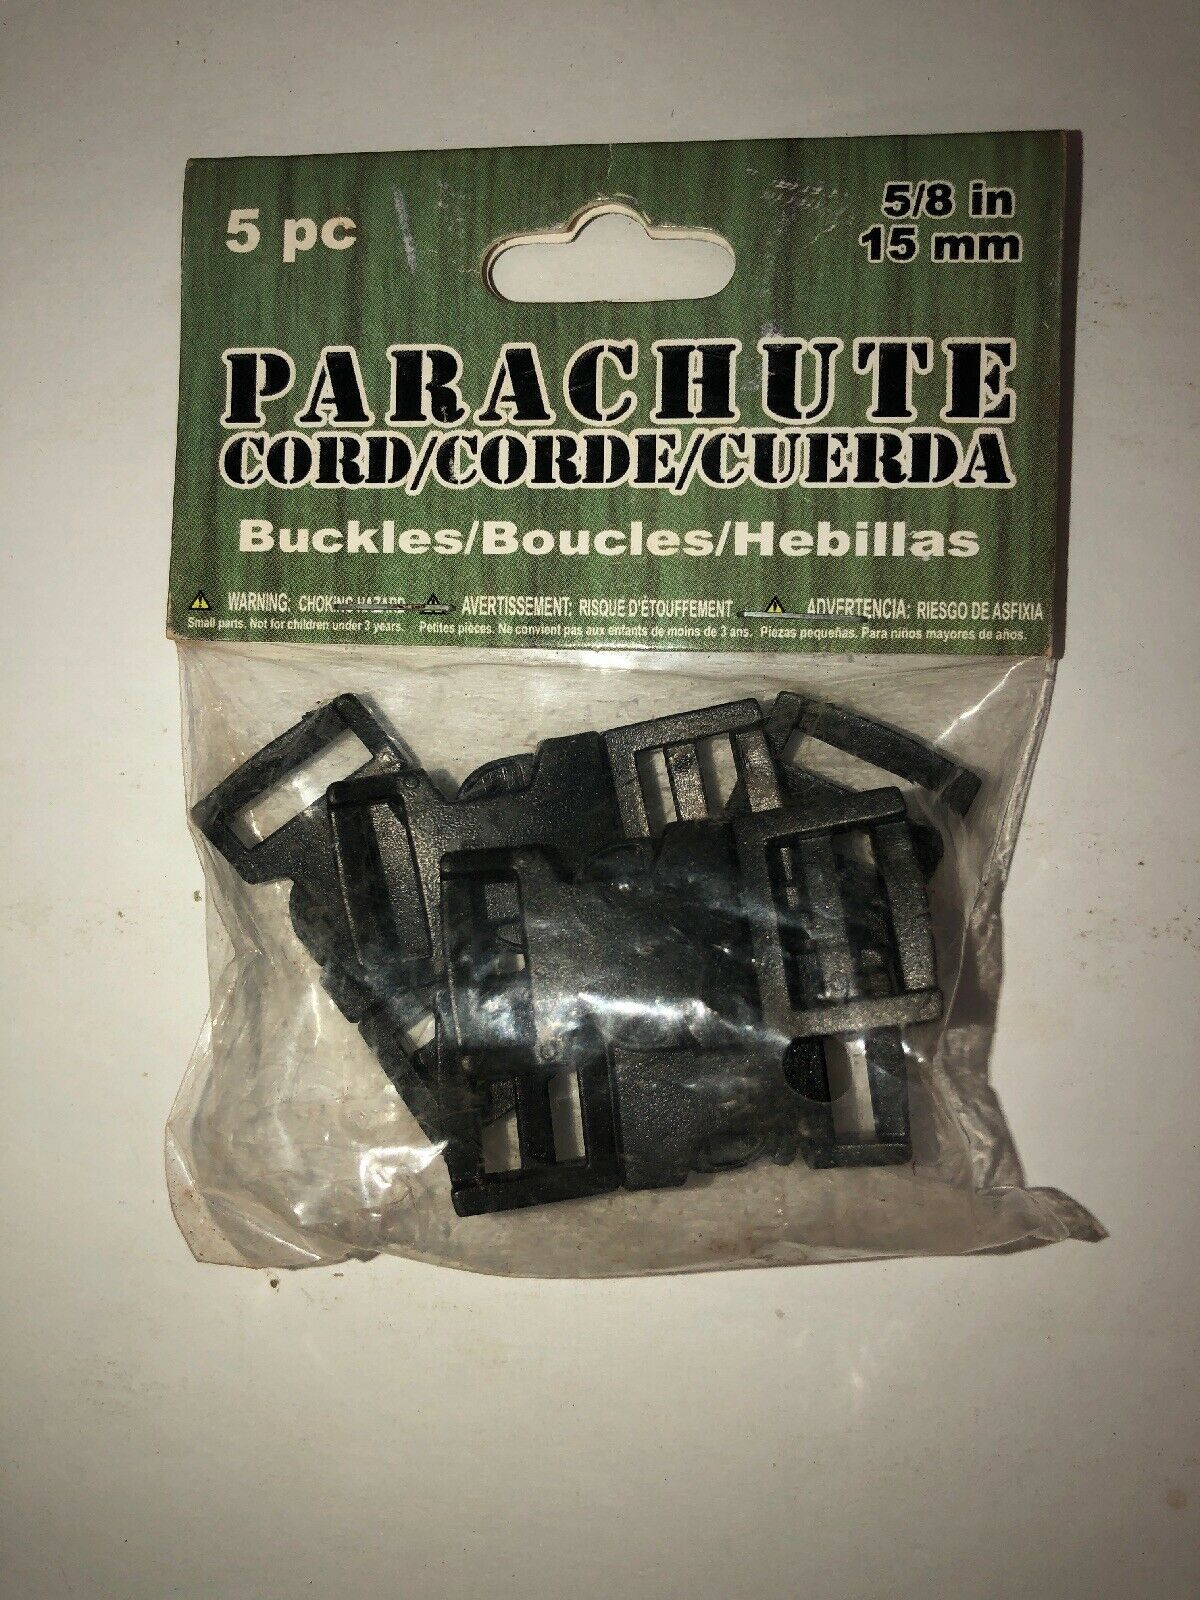 5 pc
5/8 in
15 mm
PARACHUTE
CORD/CORDE/CUERDA
Buckles/Boucles/Hebillas
WARNING: CHOKING HAZARD
Small parts. Not for children under 3 years.
AVERTISSEMENT: RISQUE D'ÉTOUFFEMENT
Petites pièces. Ne convient pas aux enfants de moins de 3 ans.
ADVERTENCIA: RIESGO DE ASFIXIA
Piezas pequeñas. Para niños mayores de años.